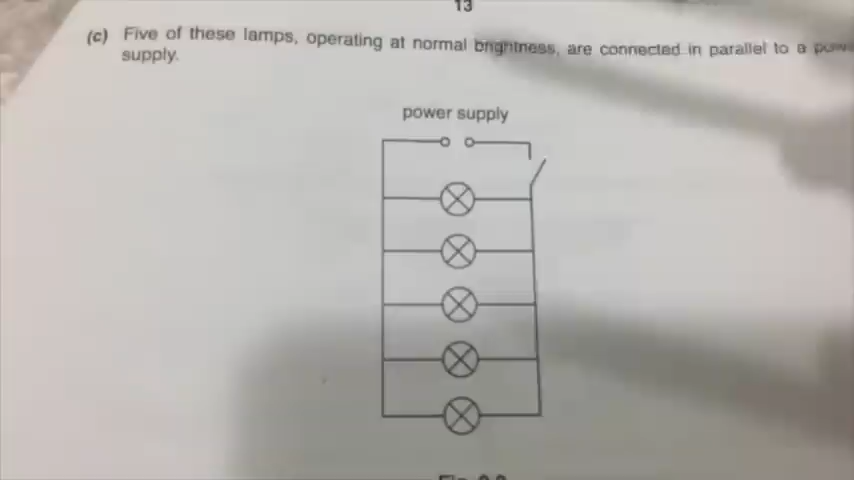 13
(c) Five of these lamps, operating at normal brightness, are connected in parallel to a
supply.
power supply